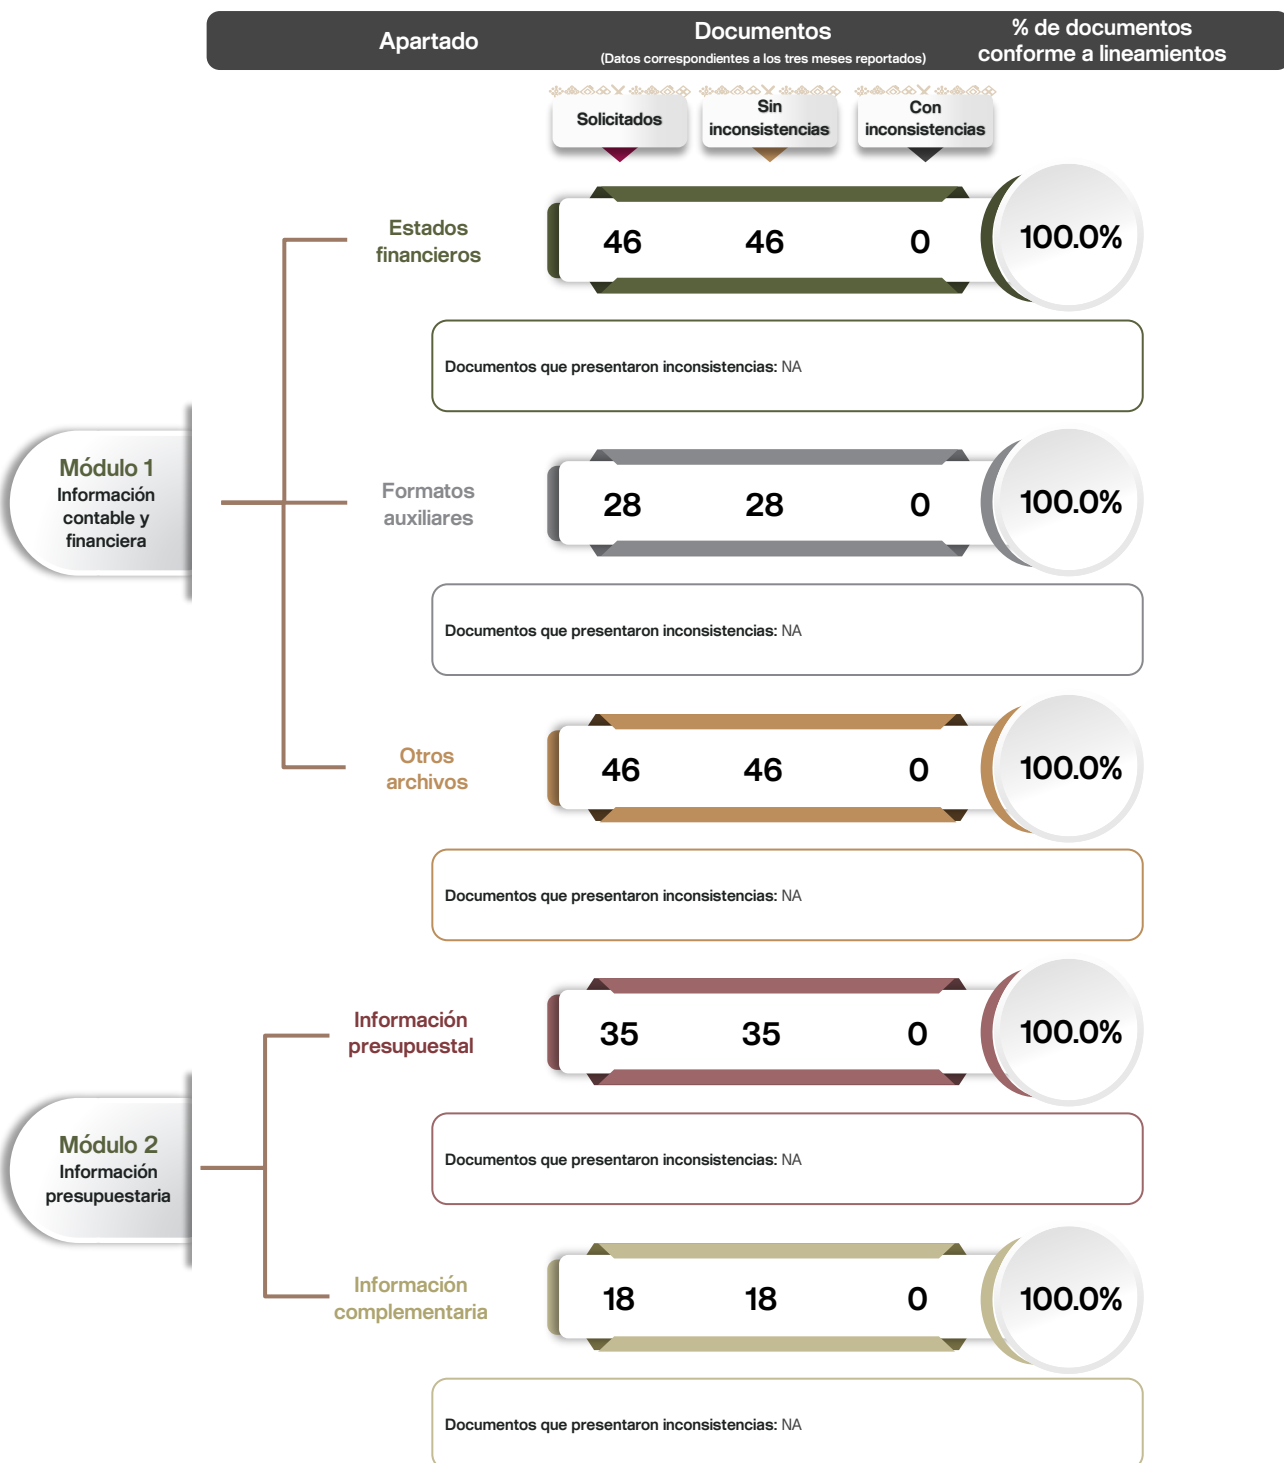 Apartado
Documentos
(Datos correspondientes a los tres meses reportados)
% de documentos
conforme a lineamientos
Solicitados
Sin
inconsistencias
Con
inconsistencias
Módulo 1
Información
contable y
financiera
Estados
financieros
46 46 0 100.0%
Documentos que presentaron inconsistencias: NA
Formatos
auxiliares
28 28 0 100.0%
Documentos que presentaron inconsistencias: NA
Otros
archivos
46 46 0 100.0%
Documentos que presentaron inconsistencias: NA
Módulo 2
Información
presupuestaria
Información
presupuestal
35 35 0 100.0%
Documentos que presentaron inconsistencias: NA
Información
complementaria
18 18 0 100.0%
Documentos que presentaron inconsistencias: NA